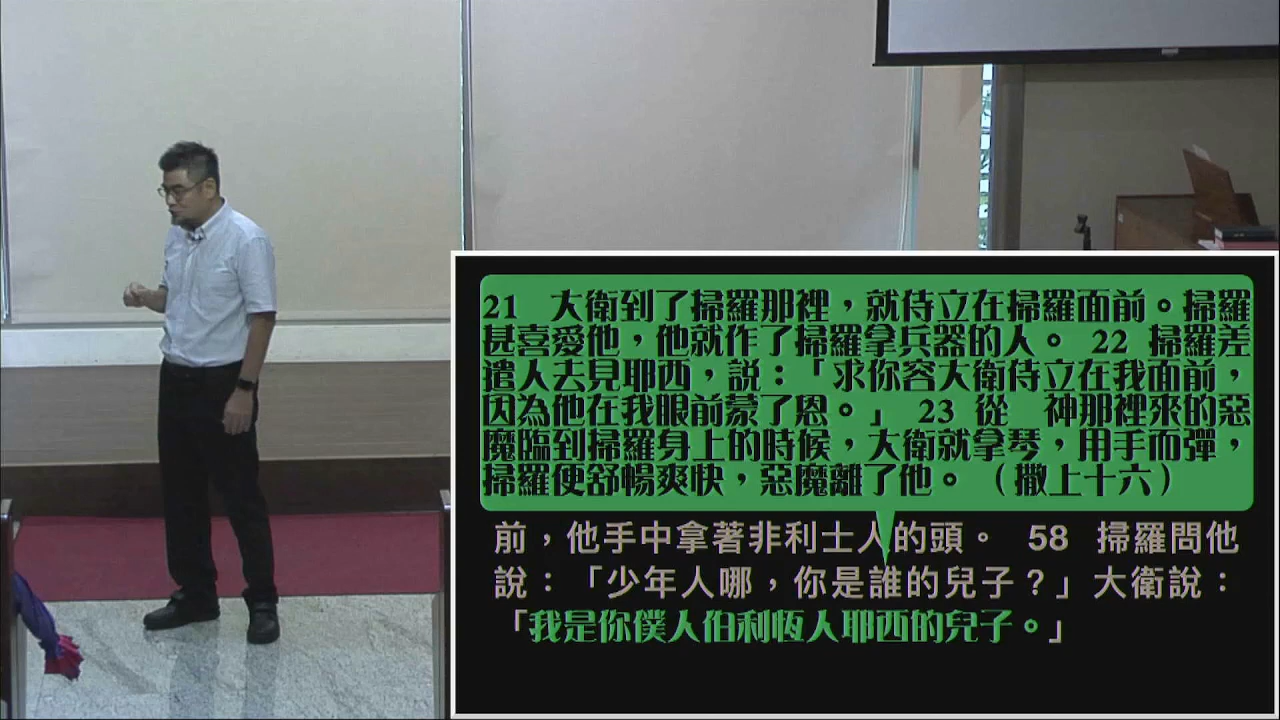 21 大衛到了掃羅那裡，就侍立在掃羅面前。掃羅
甚喜愛他，他就作了掃羅拿兵器的人。 22 掃羅差
遣人去見耶西，説：「求你容大衛侍立在我面前，
因為他在我眼前蒙了恩。」 23 從　神那裡來的惡
魔臨到掃羅身上的時候，大衛就拿琴，用手而彈，
掃羅便舒暢爽快，惡魔離了他。（撒上十六）
前，他手中拿著非利士人的頭。 58 掃羅問他
説：「少年人哪，你是誰的兒子？」大衛説：
「我是你僕人伯利恆人耶西的兒子。」